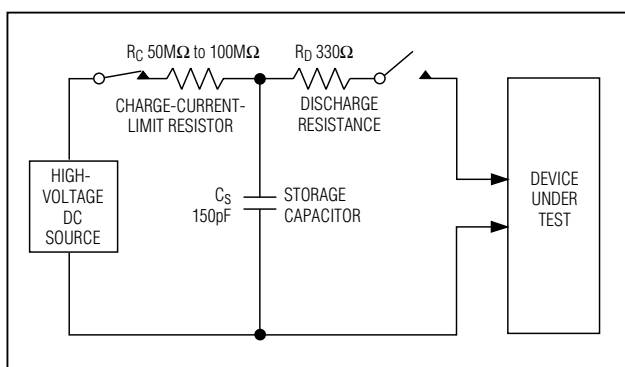 RC 50MΩ to 100MΩ
CHARGE-CURRENT-
LIMIT RESISTOR
RD 330Ω
DISCHARGE
RESISTANCE
HIGH-
VOLTAGE
DC
SOURCE
CS
150pF
STORAGE
CAPACITOR
DEVICE
UNDER
TEST